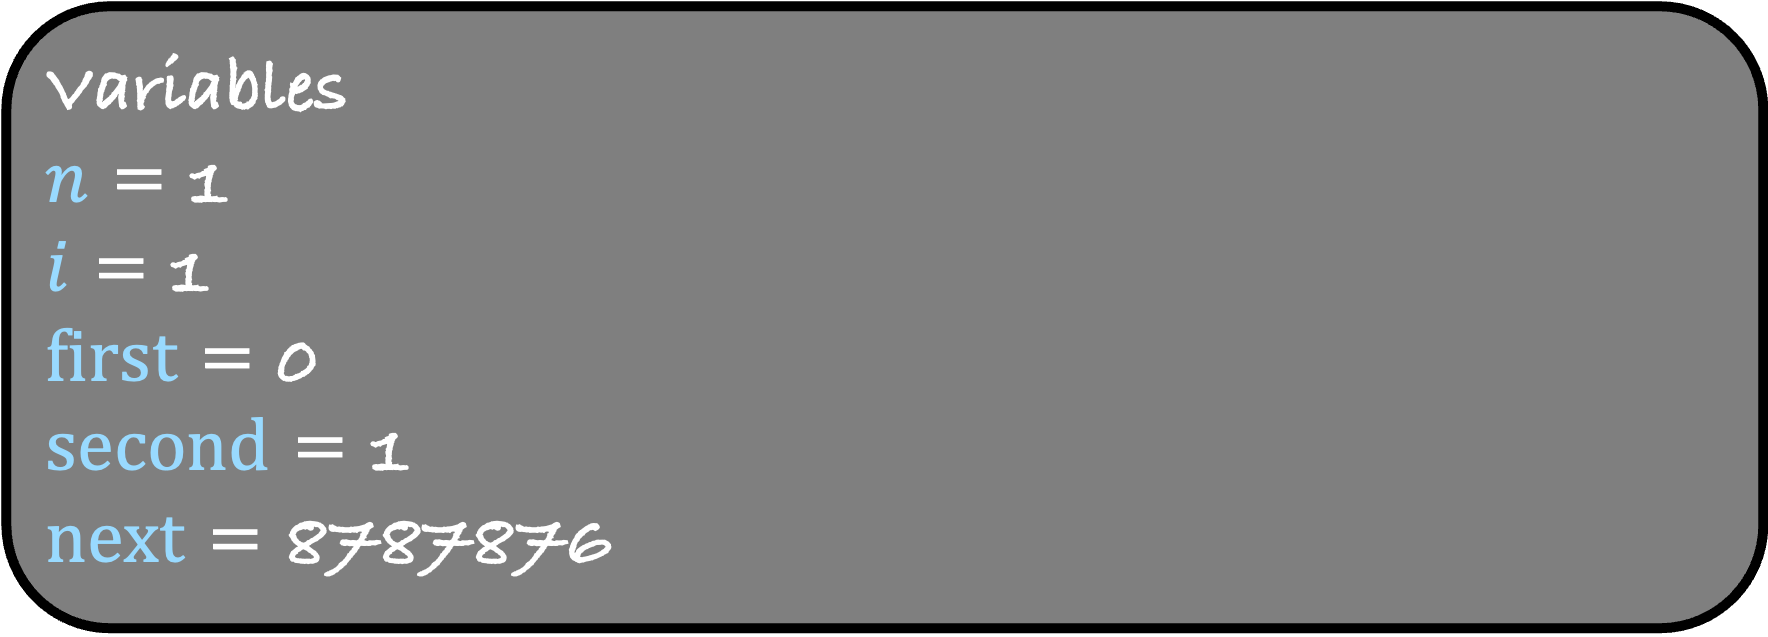 Variables
n = 1
i = 1
first = 0
second = 1
next = 8787876